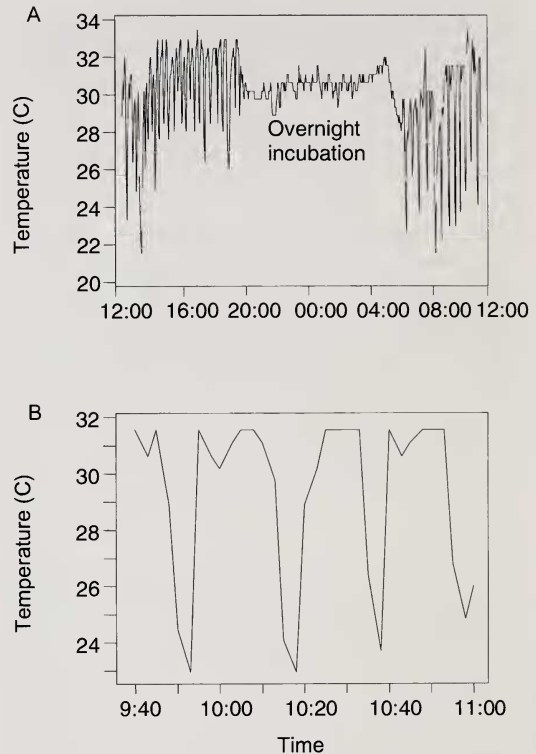 A
Temperature (C)
34
32
30
28
26
24
22
20
Overnight
incubation
12:00 16:00 20:00 00:00 04:00 08:00 12:00
B
Temperature (C)
32
30
28
26
24
9:40 10:00 10:20 10:40 11:00
Time